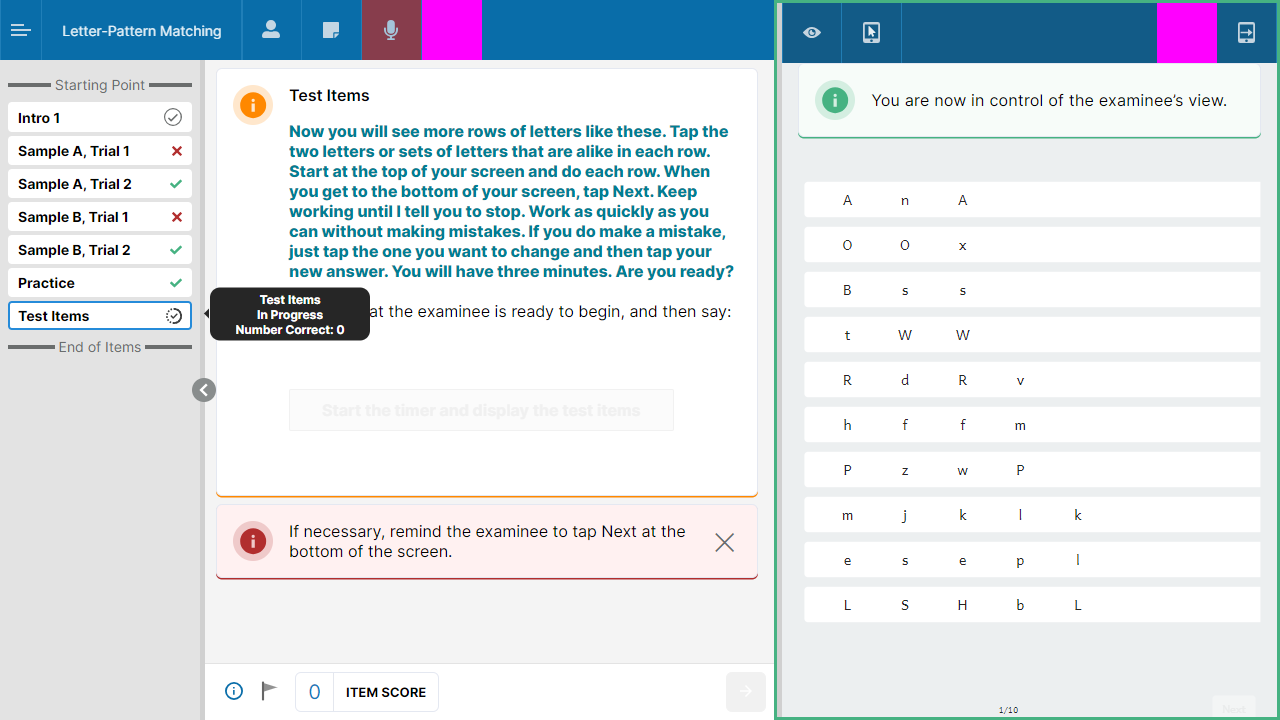 Letter-Pattern Matching
Starting Point
Intro 1
Sample A, Trial 1
Sample A, Trial 2
Sample B, Trial 1
Sample B, Trial 2
Practice
Test Items
End of Items
Test Items
In Progress
Number Correct: 0
Test Items
Now you will see more rows of letters like these. Tap the
two letters or sets of letters that are alike in each row.
Start at the top of your screen and do each row. When
you get to the bottom of your screen, tap Next. Keep
working until I tell you to stop. Work as quickly as you
can without making mistakes. If you do make a mistake,
just tap the one you want to change and then tap your
new answer. You will have three minutes. Are you ready?
at the examinee is ready to begin, and then say:
Start the timer and display the test items
If necessary, remind the examinee to tap Next at the
bottom of the screen.
0 ITEM SCORE
You are now in control of the examinee's view.
A n A
O O x
B s s
t W W
R d R v
h f f m
P z w P
m j k l k
e s e p l
L S H b L
1/10
Next